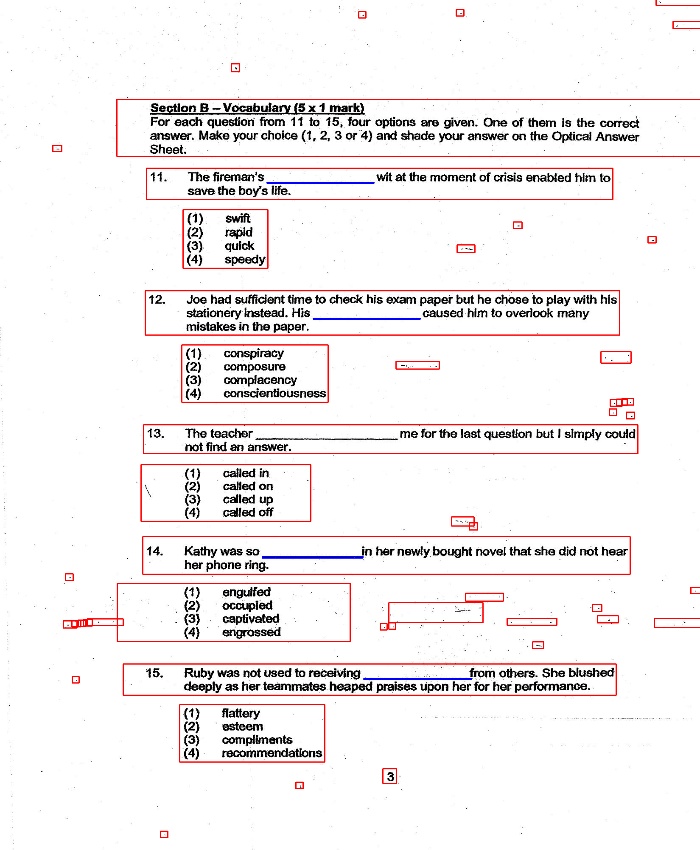 Section B – Vocabulary (5 x 1 mark)
For each question from 11 to 15, four options are given. One of them is the correct
answer. Make your choice (1, 2, 3 or 4) and shade your answer on the Optical Answer
Sheet.
11. The fireman's ________________ wit at the moment of crisis enabled him to
save the boy's life.
(1) swift
(2) rapid
(3) quick
(4) speedy
12. Joe had sufficient time to check his exam paper but he chose to play with his
stationery instead. His ________________ caused him to overlook many
mistakes in the paper.
(1) conspiracy
(2) composure
(3) complacency
(4) conscientiousness
13. The teacher ____________________ me for the last question but I simply could
not find an answer.
(1) called in
(2) called on
(3) called up
(4) called off
14. Kathy was so ______________ in her newly bought novel that she did not hear
her phone ring.
(1) engulfed
(2) occupied
(3) captivated
(4) engrossed
15. Ruby was not used to receiving ________________ from others. She blushed
deeply as her teammates heaped praises upon her for her performance.
(1) flattery
(2) esteem
(3) compliments
(4) recommendations
3